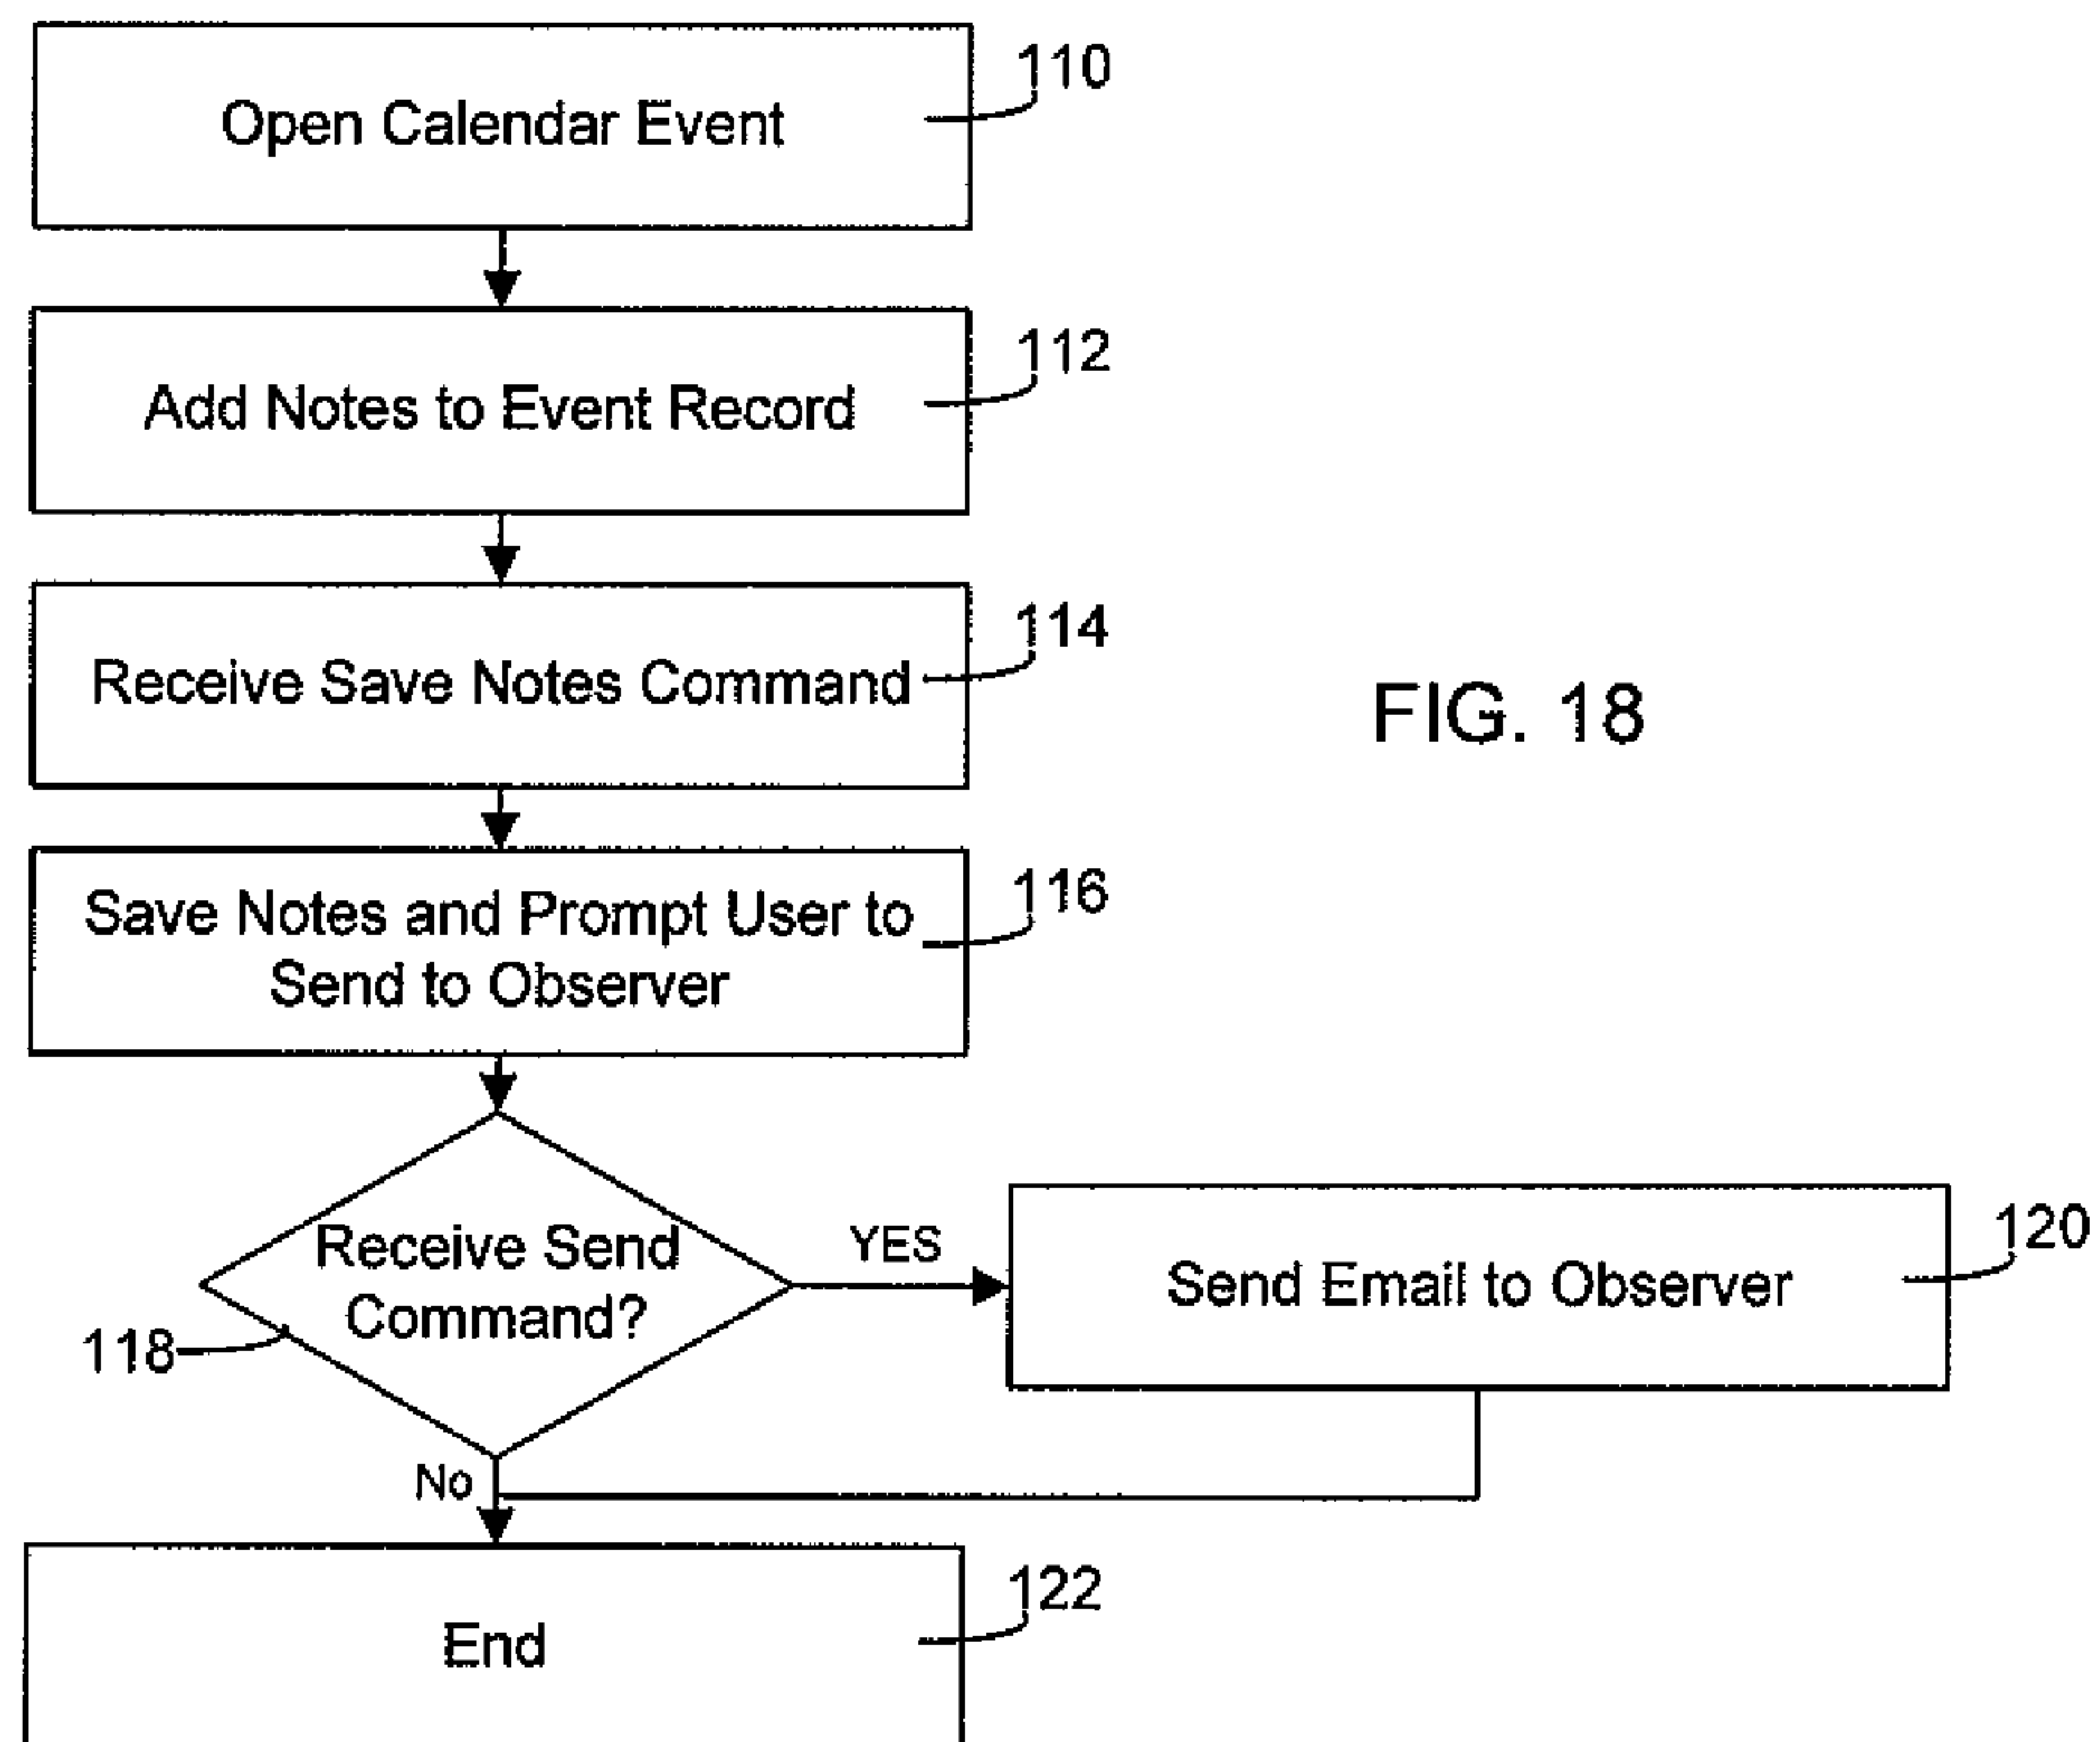 110
Open Calendar Event
112
Add Notes to Event Record
114
Receive Save Notes Command
FIG. 18
116
Save Notes and Prompt User to
Send to Observer
Receive Send
Command?
118
YES
120
Send Email to Observer
No
122
End